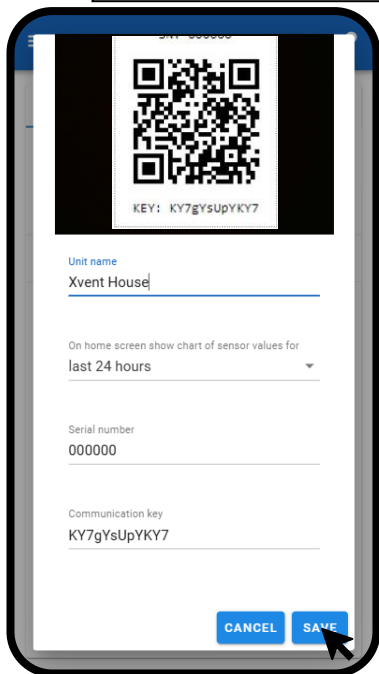 KEY: KY7gYsUpYKY7
Unit name
Xvent House
On home screen show chart of sensor values for
last 24 hours
Serial number
000000
Communication key
KY7gYsUpYKY7
CANCEL
SAVE